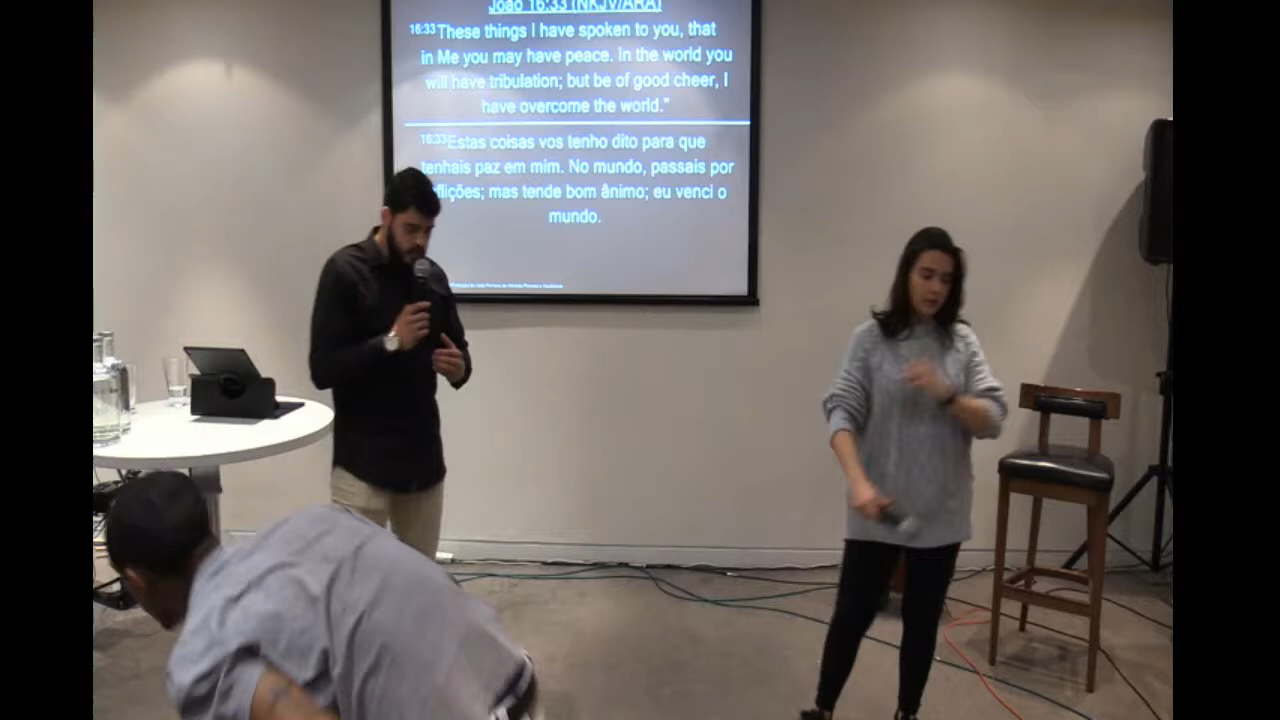 João 16:33 (NKJV/ARA)
16:33 These things I have spoken to you, that
in Me you may have peace. In the world you
will have tribulation; but be of good cheer, I
have overcome the world."
16:33 Estas coisas vos tenho dito para que
tenhais paz em mim. No mundo, passais por
flições; mas tende bom ânimo; eu venci o
mundo.